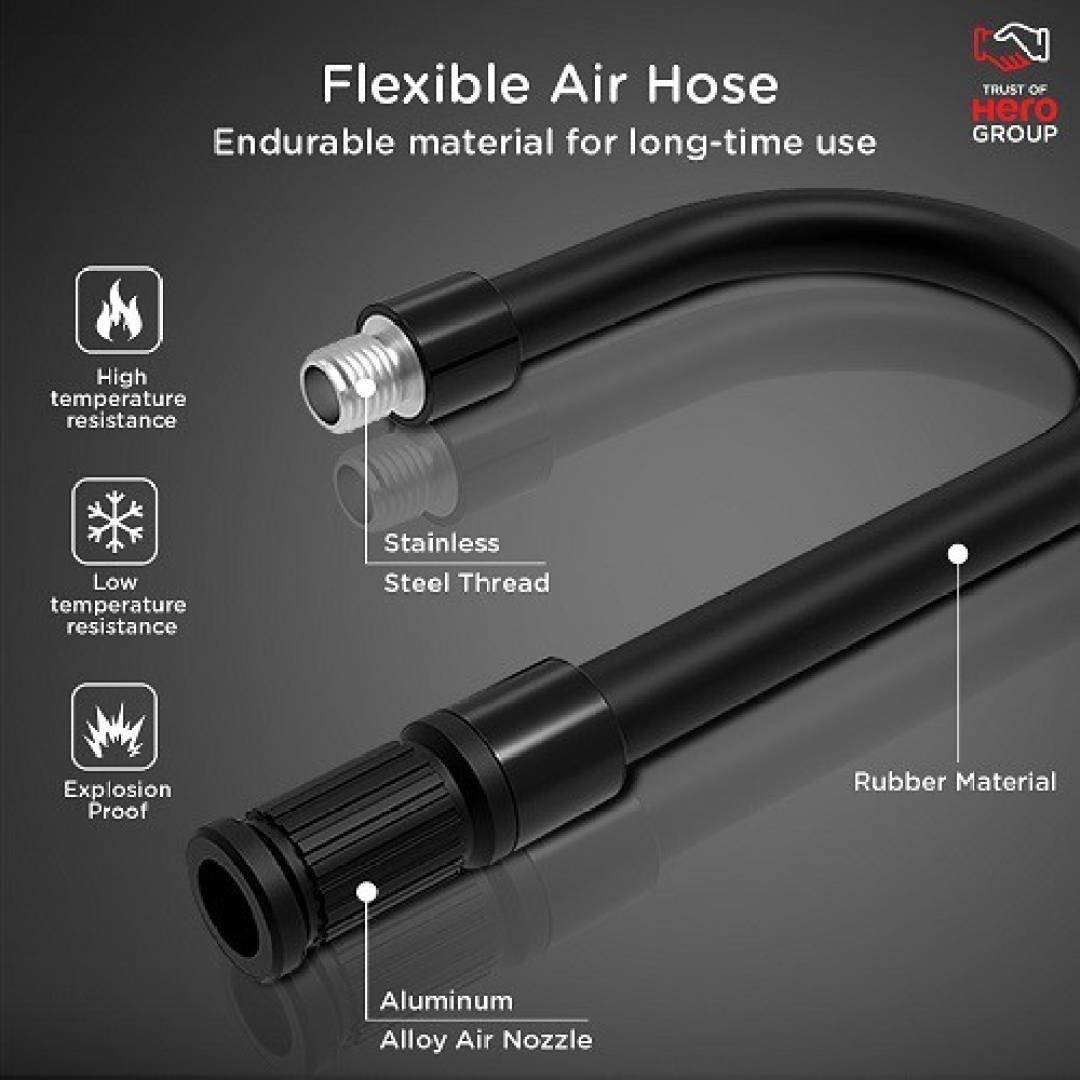 Flexible Air Hose
Endurable material for long-time use
TRUST OF
Hero
GROUP
High
temperature
resistance
Low
temperature
resistance
Explosion
Proof
Stainless
Steel Thread
Rubber Material
Aluminum
Alloy Air Nozzle